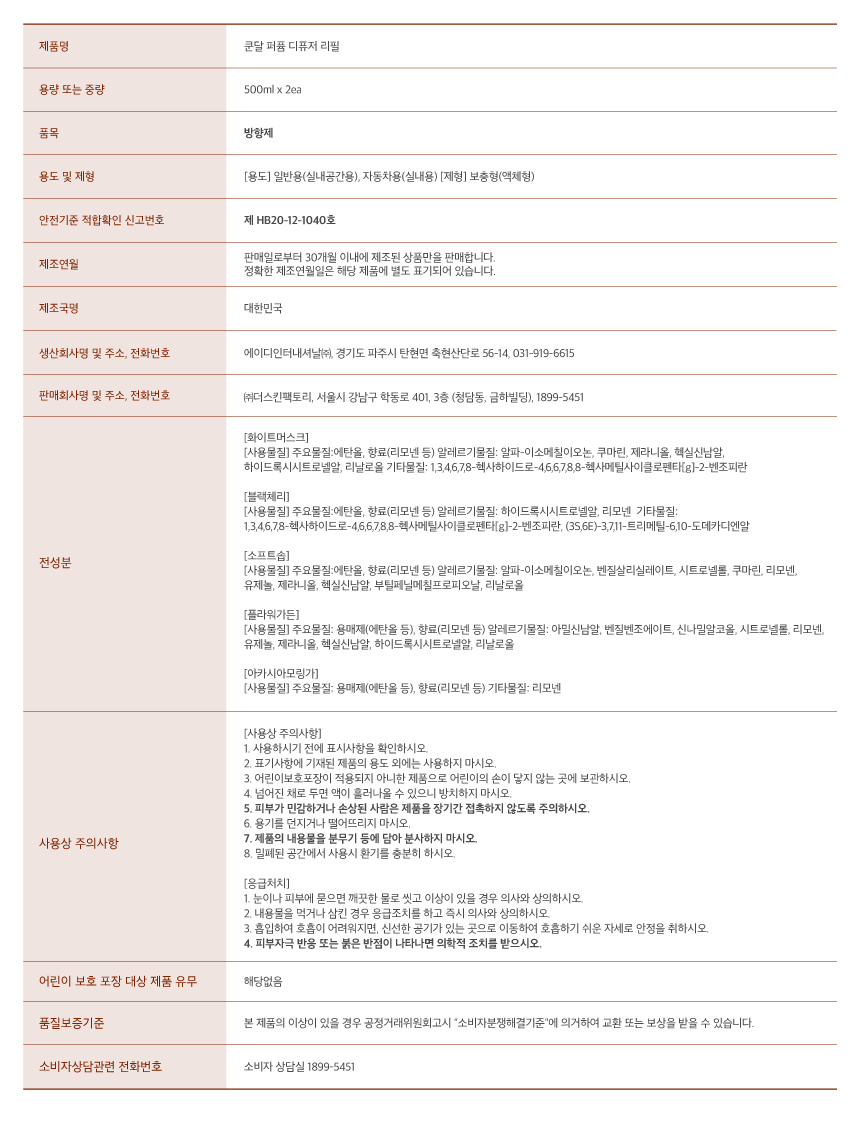 제품명
쿤달 퍼퓸 디퓨저 리필
용량 또는 중량
500ml x 2ea
품목
방향제
용도 및 제형
[용도] 일반용(실내공간용), 자동차용(실내용) [제형] 보충형(액체형)
안전기준 적합확인 신고번호
제 HB20-12-1040호
제조연월
판매일로부터 30개월 이내에 제조된 상품만을 판매합니다.
정확한 제조연월일은 해당 제품에 별도 표기되어 있습니다.
제조국명
대한민국
생산회사명 및 주소, 전화번호
에이디인터내셔날㈜, 경기도 파주시 탄현면 축현산단로 56-14, 031-919-6615
판매회사명 및 주소, 전화번호
㈜더스킨팩토리, 서울시 강남구 학동로 401, 3층 (청담동, 금하빌딩), 1899-5451
전성분
[화이트머스크]
[사용물질] 주요물질:에탄올, 향료(리모넨 등) 알레르기물질: 알파-이소메칠이오논, 쿠마린, 제라니올, 헥실신남알,
하이드록시시트로넬알, 리날로올 기타물질: 1,3,4,6,7,8-헥사하이드로-4,6,6,7,8,8-헥사메틸사이클로펜타[g]-2-벤조피란
[블랙체리]
[사용물질] 주요물질:에탄올, 향료(리모넨 등) 알레르기물질: 하이드록시시트로넬알, 리모넨 기타물질:
1,3,4,6,7,8-헥사하이드로-4,6,6,7,8,8-헥사메틸사이클로펜타[g]-2-벤조피란, (3S,6E)-3,7,11-트리메틸-6,10-도데카디엔알
[소프트솝]
[사용물질] 주요물질:에탄올, 향료(리모넨 등) 알레르기물질: 알파-이소메칠이오논, 벤질살리실레이트, 시트로넬롤, 쿠마린, 리모넨,
유제놀, 제라니올, 헥실신남알, 부틸페닐메칠프로피오날, 리날로올
[플라워가든]
[사용물질] 주요물질: 용매제(에탄올 등), 향료(리모넨 등) 알레르기물질: 아밀신남알, 벤질벤조에이트, 신나밀알코올, 시트로넬롤, 리모넨,
유제놀, 제라니올, 헥실신남알, 하이드록시시트로넬알, 리날로올
[아카시아모링가]
[사용물질] 주요물질: 용매제(에탄올 등), 향료(리모넨 등) 기타물질: 리모넨
사용상 주의사항
[사용상 주의사항]
1. 사용하시기 전에 표시사항을 확인하시오.
2. 표기사항에 기재된 제품의 용도 외에는 사용하지 마시오.
3. 어린이보호포장이 적용되지 아니한 제품으로 어린이의 손이 닿지 않는 곳에 보관하시오.
4. 넘어진 채로 두면 액이 흘러나올 수 있으니 방치하지 마시오.
5. 피부가 민감하거나 손상된 사람은 제품을 장기간 접촉하지 않도록 주의하시오.
6. 용기를 던지거나 떨어뜨리지 마시오.
7. 제품의 내용물을 분무기 등에 담아 분사하지 마시오.
8. 밀폐된 공간에서 사용시 환기를 충분히 하시오.
[응급처치]
1. 눈이나 피부에 묻으면 깨끗한 물로 씻고 이상이 있을 경우 의사와 상의하시오.
2. 내용물을 먹거나 삼킨 경우 응급조치를 하고 즉시 의사와 상의하시오.
3. 흡입하여 호흡이 어려워지면, 신선한 공기가 있는 곳으로 이동하여 호흡하기 쉬운 자세로 안정을 취하시오.
4. 피부자극 반응 또는 붉은 반점이 나타나면 의학적 조치를 받으시오.
어린이 보호 포장 대상 제품 유무
해당없음
품질보증기준
본 제품의 이상이 있을 경우 공정거래위원회고시 “소비자분쟁해결기준”에 의거하여 교환 또는 보상을 받을 수 있습니다.
소비자상담관련 전화번호
소비자 상담실 1899-5451